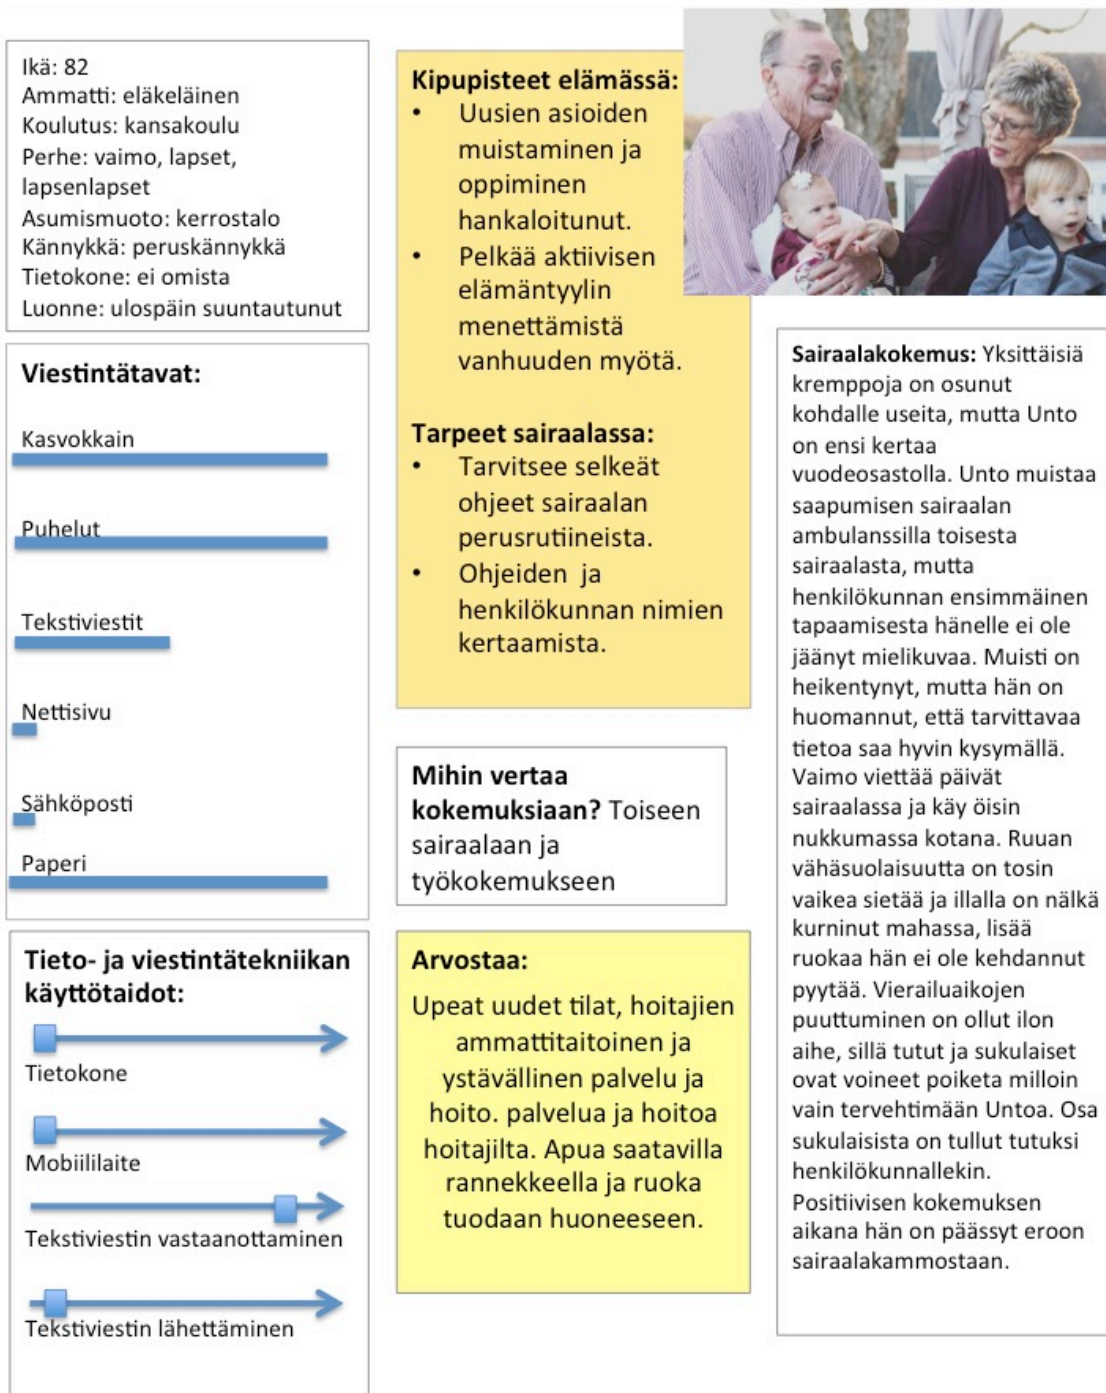 Ikä: 82
Ammatti: eläkeläinen
Koulutus: kansakoulu
Perhe: vaimo, lapset,
lapsenlapset
Asumismuoto: kerrostalo
Kännykkä: peruskännykkä
Tietokone: ei omista
Luonne: ulospäin suuntautunut
Viestintätavat:
Kasvokkain
Puhelut
Tekstiviestit
Nettisivu
Sähköposti
Paperi
Tieto- ja viestintätekniikan
käyttötaidot:
Tietokone
Mobiililaite
Tekstiviestin vastaanottaminen
Tekstiviestin lähettäminen
Kipupisteet elämässä:
• Uusien asioiden
muistaminen ja
oppiminen
hankaloitunut.
• Pelkää aktiivisen
elämäntyylin
menettämistä
vanhuuden myötä.
Tarpeet sairaalassa:
• Tarvitsee selkeät
ohjeet sairaalan
perusrutiineista.
• Ohjeiden ja
henkilökunnan nimien
kertaamista.
Mihin vertaa
kokemuksiaan? Toiseen
sairaalaan ja
työkokemukseen
Arvostaa:
Upeat uudet tilat, hoitajien
ammattitaitoinen ja
ystävällinen palvelu ja
hoito. palvelua ja hoitoa
hoitajilta. Apua saatavilla
rannekkeella ja ruoka
tuodaan huoneeseen.
Sairaalakokemus: Yksittäisiä
kremppoja on osunut
kohdalle useita, mutta Unto
on ensi kertaa
vuodeosastolla. Unto muistaa
saapumisen sairaalan
ambulanssilla toisesta
sairaalasta, mutta
henkilökunnan ensimmäinen
tapaamisesta hänelle ei ole
jäänyt mielikuvaa. Muisti on
heikentynyt, mutta hän on
huomannut, että tarvittavaa
tietoa saa hyvin kysymällä.
Vaimo viettää päivät
sairaalassa ja käy öisin
nukkumassa kotana. Ruuan
vähäsuolaisuutta on tosin
vaikea sietää ja illalla on nälkä
kurninut mahassa, lisää
ruokaa hän ei ole kehdannut
pyytää. Vierailuaikojen
puuttuminen on ollut ilon
aihe, sillä tutut ja sukulaiset
ovat voineet poiketa milloin
vain tervehtimään Untoa. Osa
sukulaisista on tullut tutuksi
henkilökunnallekin.
Positiivisen kokemuksen
aikana hän on päässyt eroon
sairaalakammostaan.